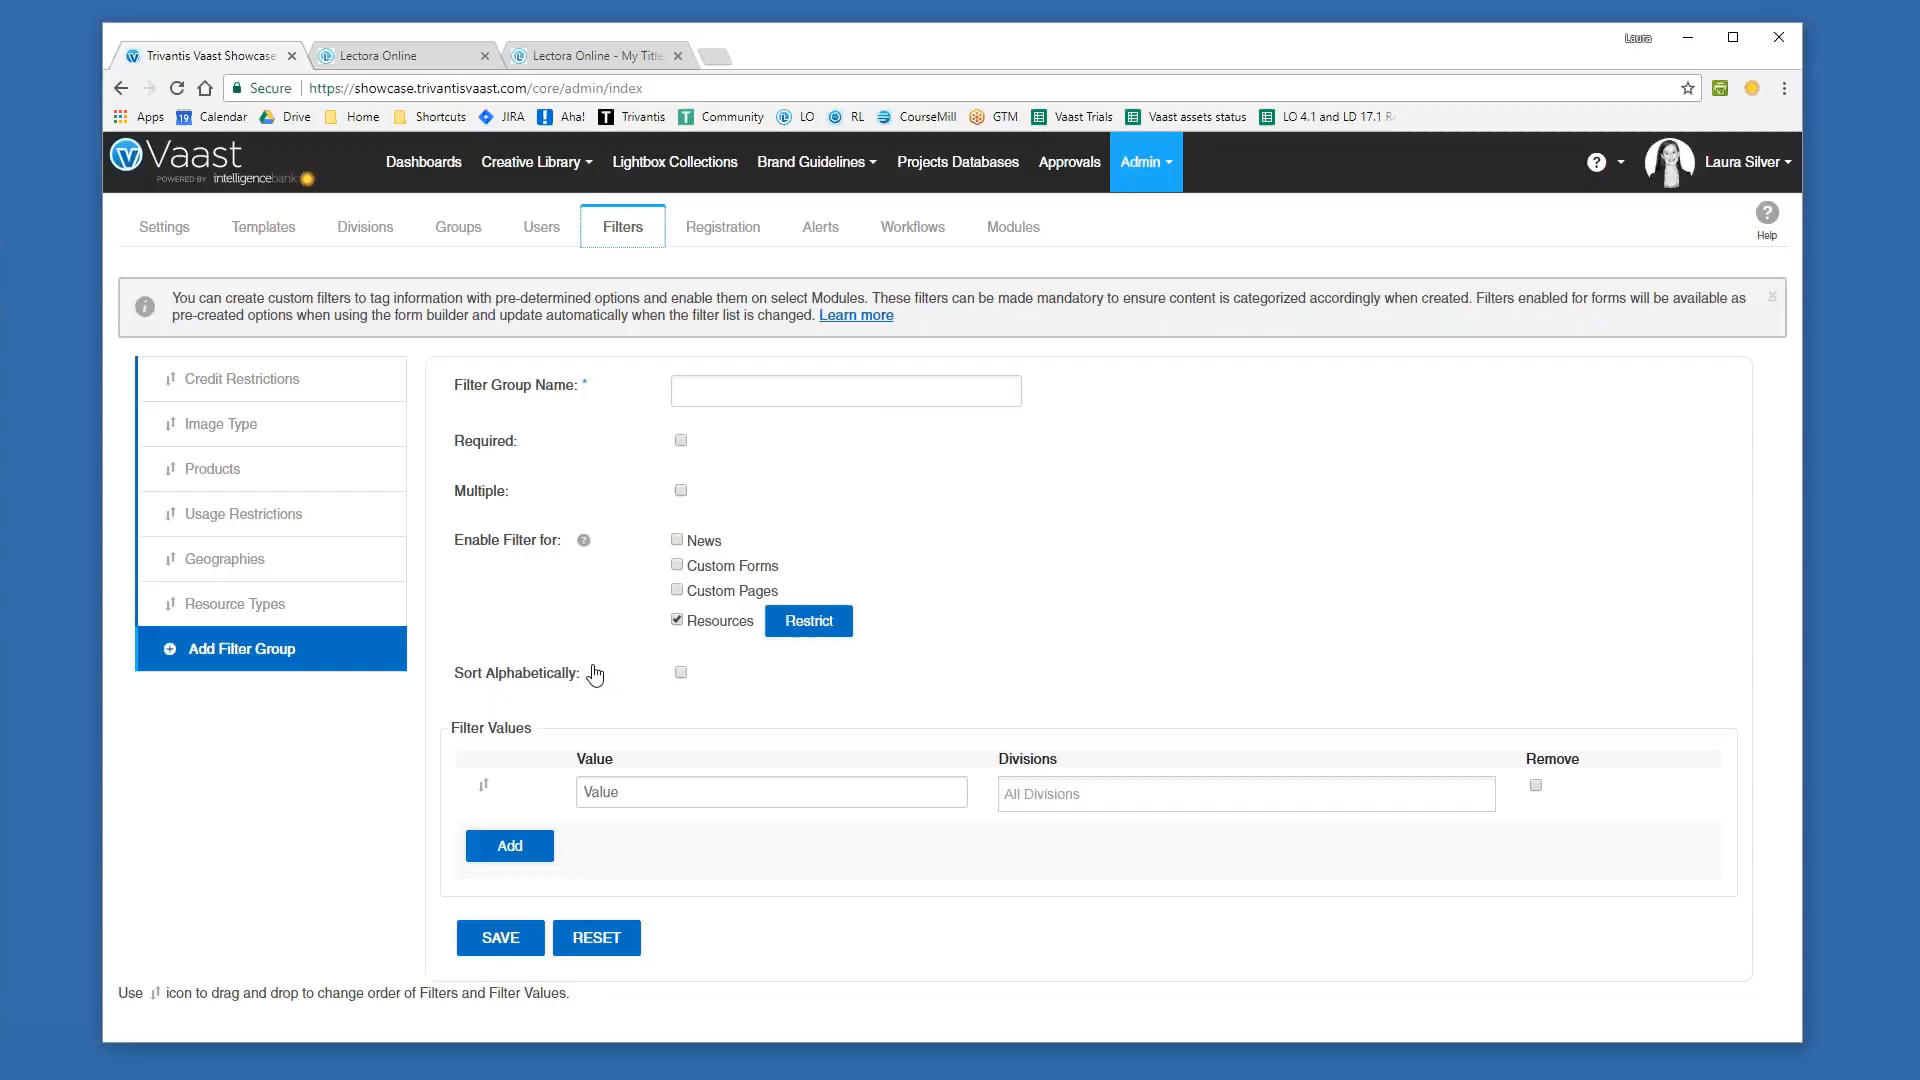 Laura
Trivantis Vaast Showcase
Lectora Online
Lectora Online - My Title
Secure
https://showcase.trivantisvaast.com/core/admin/index
Apps
19
Calendar
Drive
Home
Shortcuts
JIRA
Aha!
Trivantis
Community
LO
RL
CourseMill
GTM
Vaast Trials
Vaast assets status
LO 4.1 and LD 17.1 Re
Vaast
POWERED BY intelligencebank
Dashboards
Creative Library
Lightbox Collections
Brand Guidelines
Projects Databases
Approvals
Admin
Laura Silver
Settings
Templates
Divisions
Groups
Users
Filters
Registration
Alerts
Workflows
Modules
Help
You can create custom filters to tag information with pre-determined options and enable them on select Modules. These filters can be made mandatory to ensure content is categorized accordingly when created. Filters enabled for forms will be available as
pre-created options when using the form builder and update automatically when the filter list is changed. Learn more
Credit Restrictions
Image Type
Products
Usage Restrictions
Geographies
Resource Types
Add Filter Group
Filter Group Name: *
Required:
Multiple:
Enable Filter for:
News
Custom Forms
Custom Pages
Resources
Restrict
Sort Alphabetically:
Filter Values
Value
Divisions
Remove
Value
All Divisions
Add
SAVE
RESET
Use icon to drag and drop to change order of Filters and Filter Values.